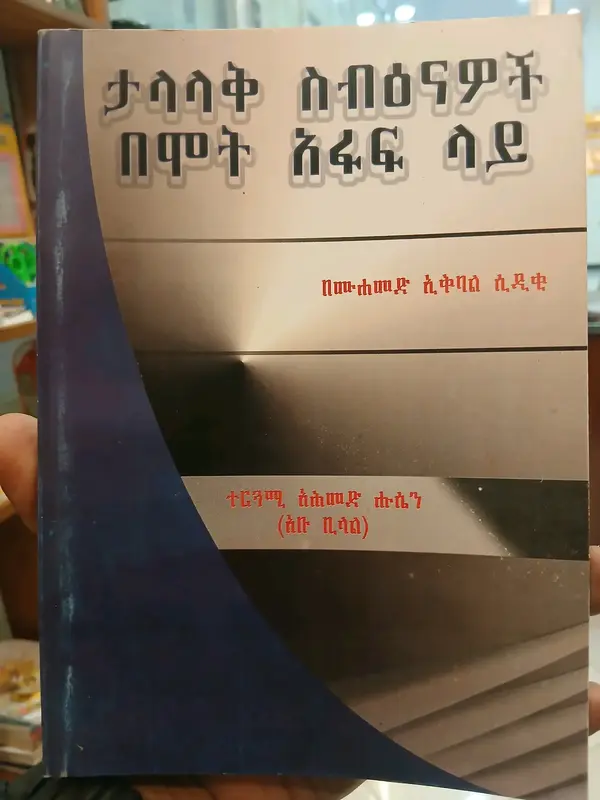 ታላላቅ ስብዕናዎች
በሞት አፋፍ ላይ
በሙሐመድ ኢቅባል ሲዲቂ
ተርጓሚ አሕመድ ሑሴን
(አቡ ቢላል)